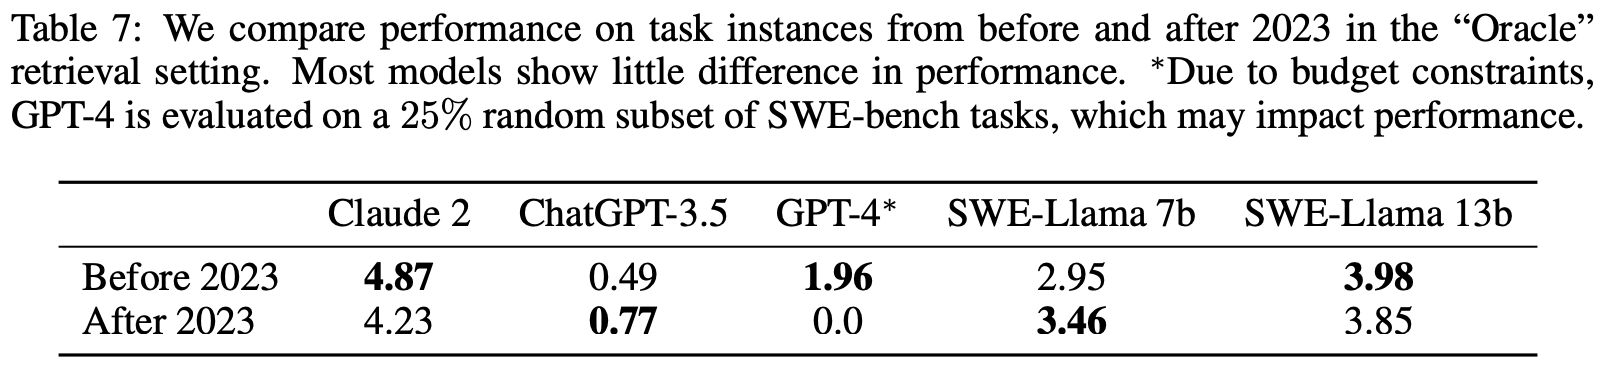 Table 7: We compare performance on task instances from before and after 2023 in the “Oracle”
retrieval setting. Most models show little difference in performance. *Due to budget constraints,
GPT-4 is evaluated on a 25% random subset of SWE-bench tasks, which may impact performance.
Claude 2 ChatGPT-3.5 GPT-4* SWE-Llama 7b SWE-Llama 13b
Before 2023 4.87 0.49 1.96 2.95 3.98
After 2023 4.23 0.77 0.0 3.46 3.85